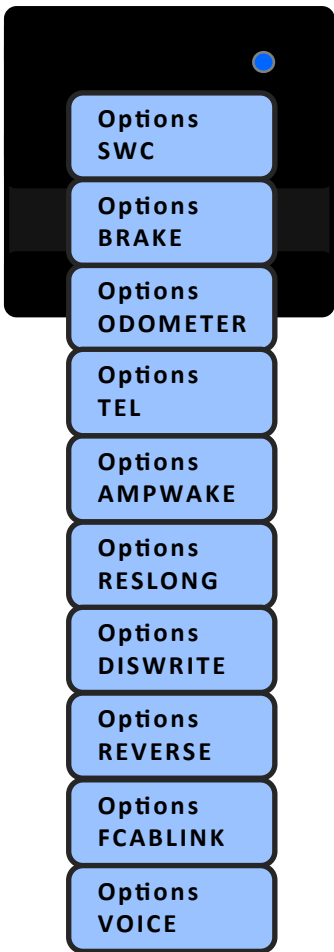 Options
SWC
Options
BRAKE
Options
ODOMETER
Options
TEL
Options
AMPWAKE
Options
RESLONG
Options
DISWRITE
Options
REVERSE
Options
FCABLINK
Options
VOICE